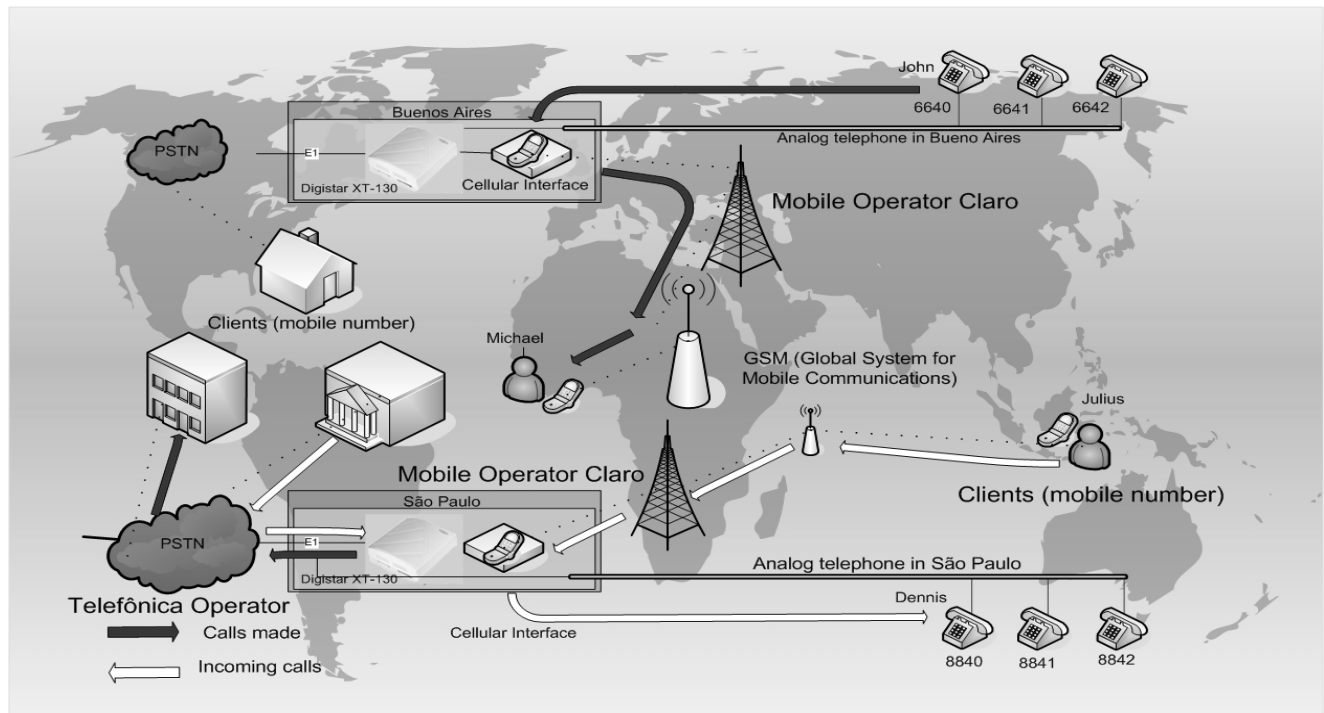 John
6640
6641
6642
Analog telephone in Bueno Aires
Buenos Aires
PSTN
E1
Digistar XT-130
Cellular Interface
Mobile Operator Claro
Clients (mobile number)
Michael
GSM (Global System for
Mobile Communications)
Julius
Clients (mobile number)
Mobile Operator Claro
São Paulo
PSTN
E1
Digistar XT-130
Analog telephone in São Paulo
Telefônica Operator
Calls made
Incoming calls
Cellular Interface
Dennis
8840
8841
8842